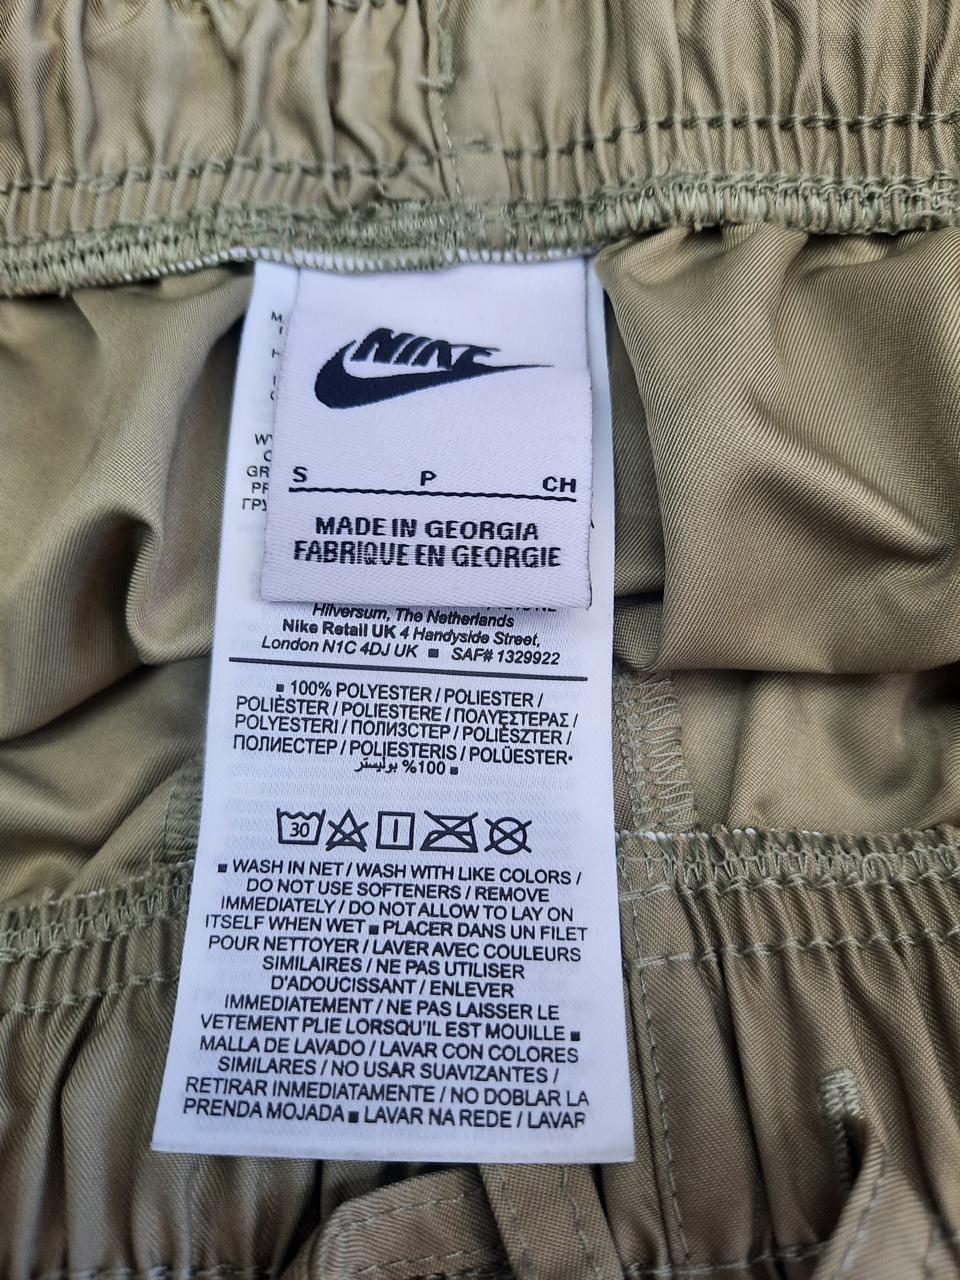 NIKE
S P CH
MADE IN GEORGIA
FABRIQUE EN GEORGIE
Hilversum, The Netherlands
Nike Retail UK 4 Handyside Street,
London N1C 4DJ UK ■ SAF# 1329922
■ 100% POLYESTER / POLIESTER /
POLIÈSTER / POLIESTERE / ΠΟΛΥΕΣΤΕΡΑΣ /
POLYESTERI / ПОЛИЭСТЕР / POLIÉSZTER /
ПОЛИЕСТЕР / POLIESTERIS / POLÜESTER•
■ 100% بوليستر
30
■ WASH IN NET / WASH WITH LIKE COLORS /
DO NOT USE SOFTENERS / REMOVE
IMMEDIATELY / DO NOT ALLOW TO LAY ON
ITSELF WHEN WET ■ PLACER DANS UN FILET
POUR NETTOYER / LAVER AVEC COULEURS
SIMILAIRES / NE PAS UTILISER
D'ADOUCISSANT / ENLEVER
IMMEDIATEMENT / NE PAS LAISSER LE
VETEMENT PLIE LORSQU'IL EST MOUILLE ■
MALLA DE LAVADO / LAVAR CON COLORES
SIMILARES / NO USAR SUAVIZANTES /
RETIRAR INMEDIATAMENTE / NO DOBLAR LA
PRENDA MOJADA ■ LAVAR NA REDE / LAVAR